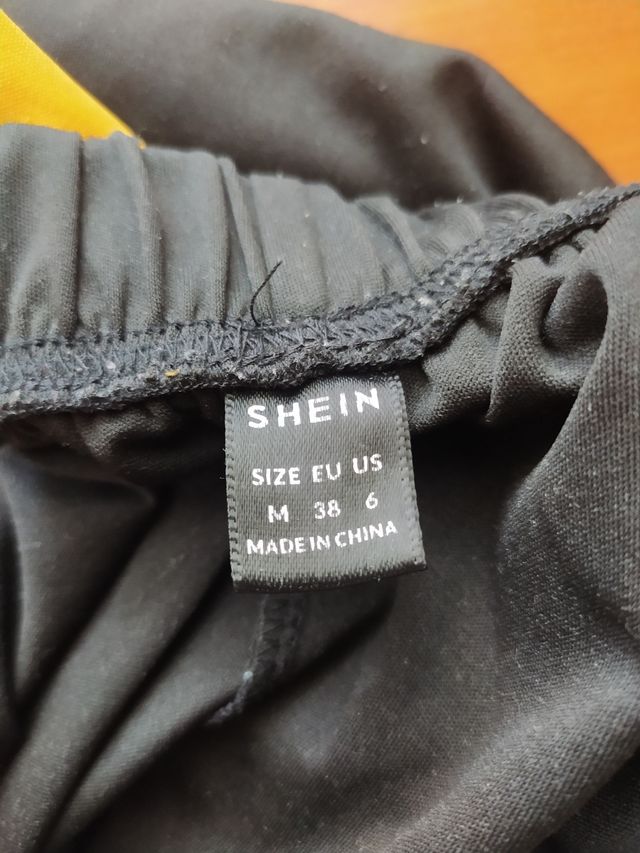 SHEIN
SIZE EU US
M 38 6
MADE IN CHINA